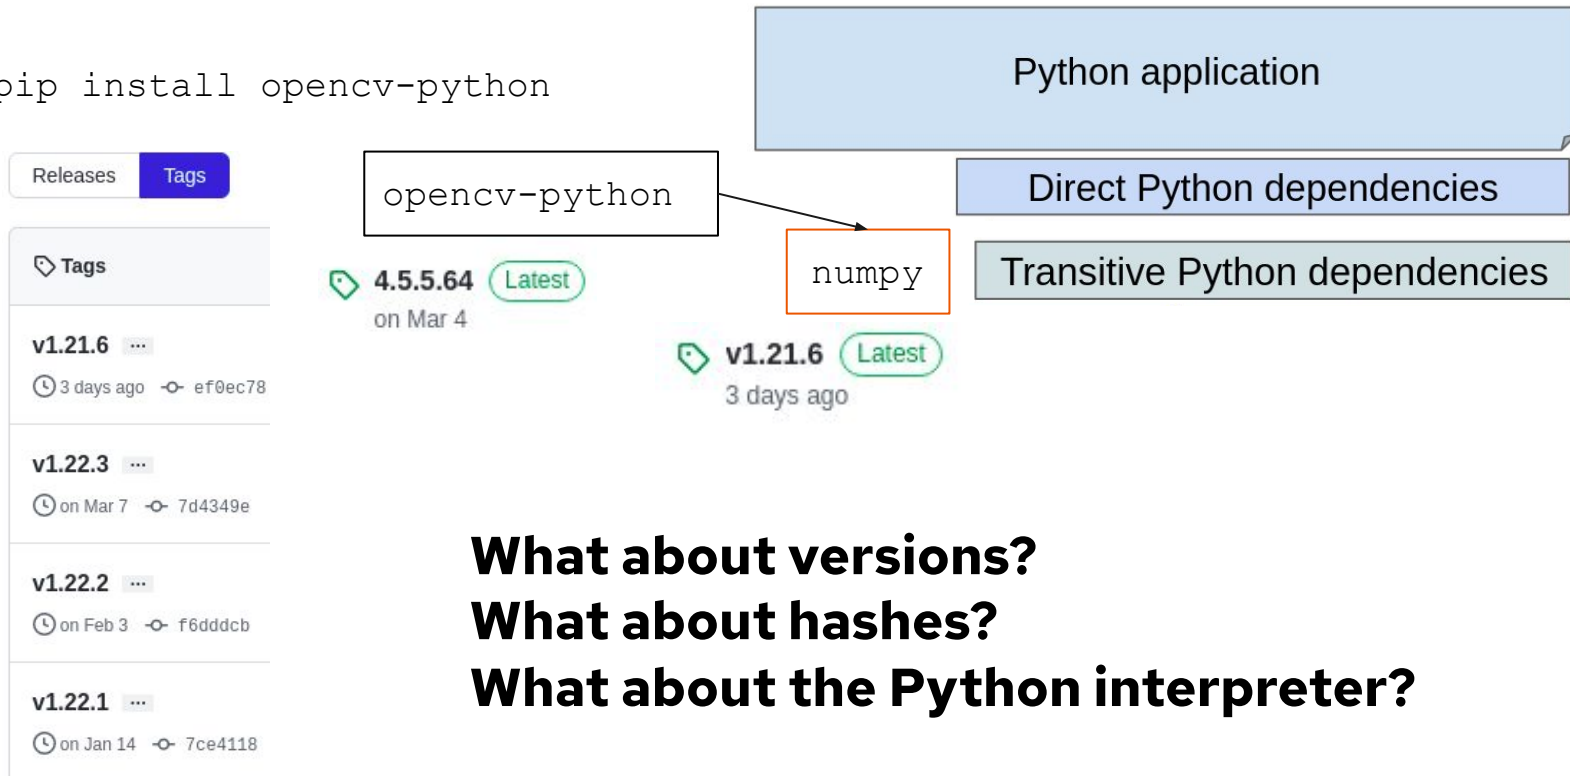 pip install opencv-python
Python application
Releases
Tags
opencv-python
Direct Python dependencies
numpy
Transitive Python dependencies
Tags
4.5.5.64 Latest
on Mar 4
v1.21.6 Latest
3 days ago
v1.21.6 ...
3 days ago ef0ec78
v1.22.3 ...
on Mar 7 7d4349e
v1.22.2 ...
on Feb 3 f6dddcb
v1.22.1 ...
on Jan 14 7ce4118
What about versions?
What about hashes?
What about the Python interpreter?